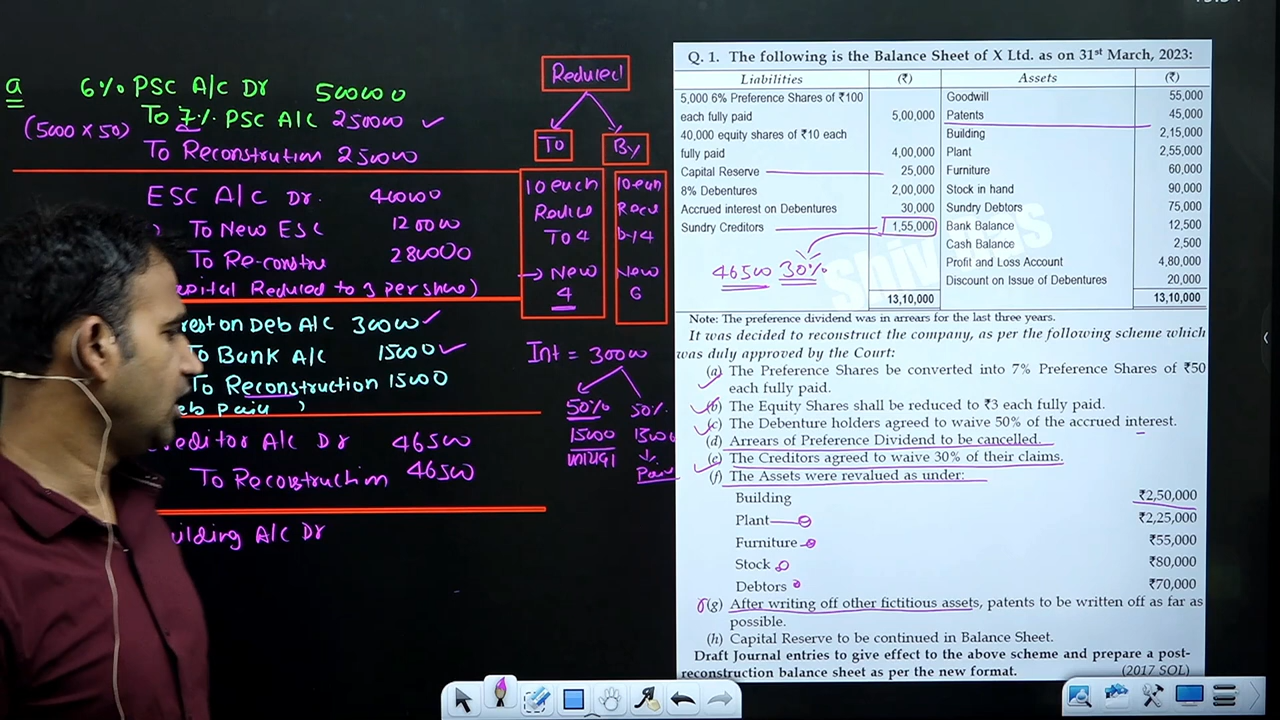 a
6% PSC A/c Dr 500000
To 7% PSC A/c 250000
(5000 x 50)
To Reconstrution 250000
ESC A/c Dr. 400000
To New ESC 120000
To Re-constru 280000
Capital Reduced to 3 per share)
rest on Deb A/c 30000
To Bank A/c 15000
To Reconstruction 15000
Deb paid
reditor A/c Dr 46500
To Reconstruction 46500
uilding A/c Dr
Reduced
To By
10 each
Reduce
To 4
New
4
10 each
by 4
New
6
Int = 30000
50% 50%
15000 15000
माफ
Paid
Q. 1. The following is the Balance Sheet of X Ltd. as on 31st March, 2023:
Liabilities (₹) Assets (₹)
5,000 6% Preference Shares of ₹100 Goodwill 55,000
each fully paid 5,00,000 Patents 45,000
40,000 equity shares of ₹10 each Building 2,15,000
fully paid 4,00,000 Plant 2,55,000
Capital Reserve 25,000 Furniture 60,000
8% Debentures 2,00,000 Stock in hand 90,000
Accrued interest on Debentures 30,000 Sundry Debtors 75,000
Sundry Creditors 1,55,000 Bank Balance 12,500
Cash Balance 2,500
46500 30%
Profit and Loss Account 4,80,000
Discount on Issue of Debentures 20,000
13,10,000 13,10,000
Note: The preference dividend was in arrears for the last three years.
It was decided to reconstruct the company, as per the following scheme which
was duly approved by the Court:
(a) The Preference Shares be converted into 7% Preference Shares of ₹50
each fully paid.
(b) The Equity Shares shall be reduced to ₹3 each fully paid.
(c) The Debenture holders agreed to waive 50% of the accrued interest.
(d) Arrears of Preference Dividend to be cancelled.
(e) The Creditors agreed to waive 30% of their claims.
(f) The Assets were revalued as under:
Building ₹2,50,000
Plant ₹2,25,000
Furniture ₹55,000
Stock ₹80,000
Debtors ₹70,000
(g) After writing off other fictitious assets, patents to be written off as far as
possible.
(h) Capital Reserve to be continued in Balance Sheet.
Draft Journal entries to give effect to the above scheme and prepare a post-
reconstruction balance sheet as per the new format. (2017 SOL)